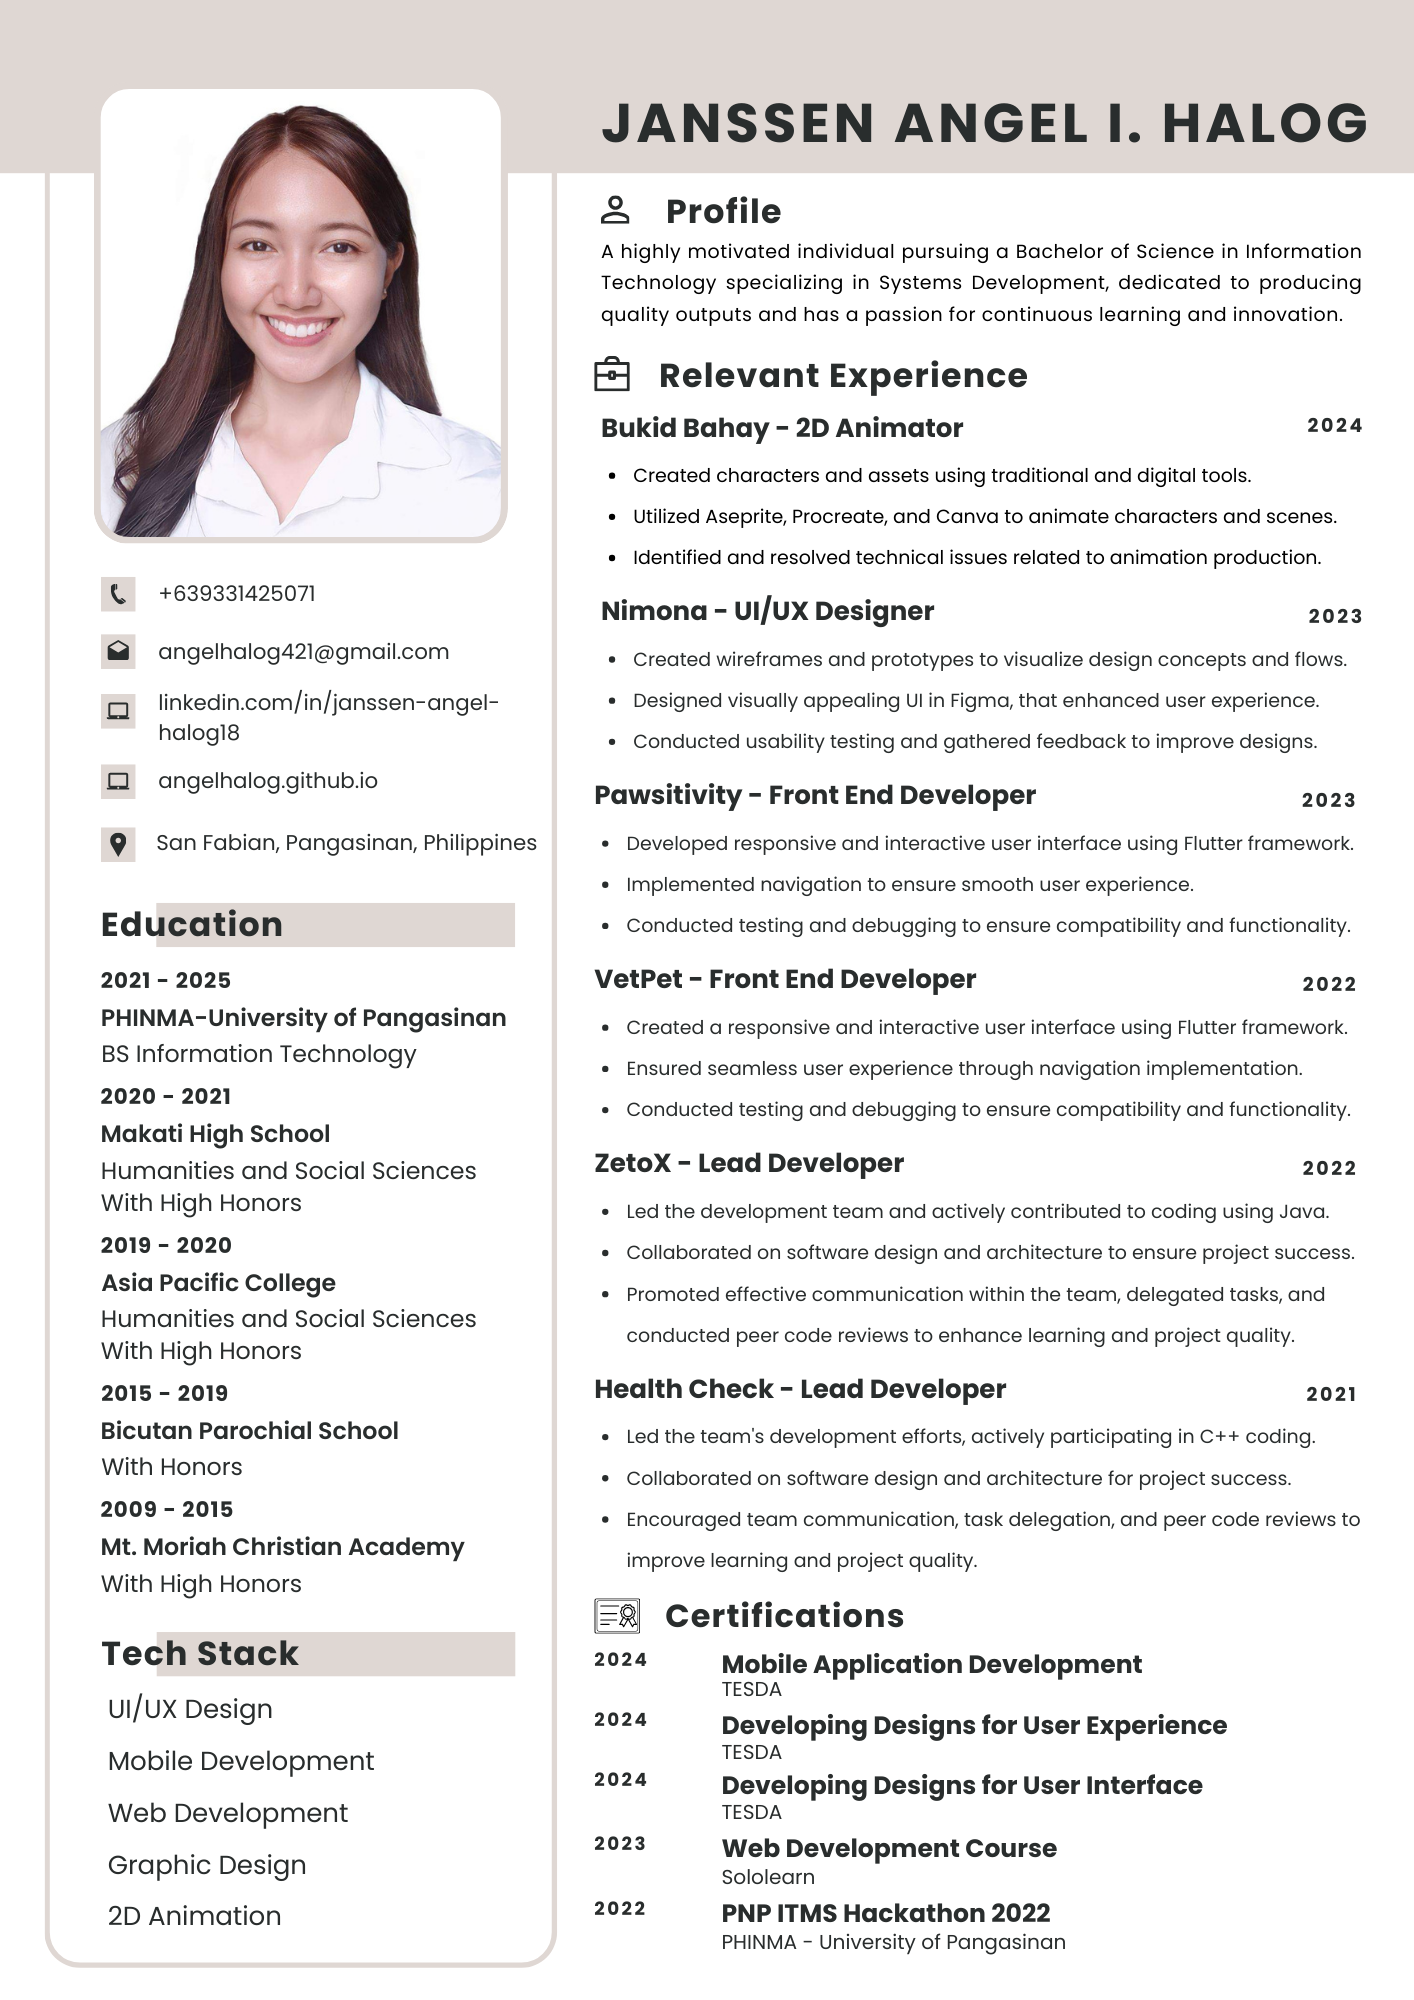 JANSSEN ANGEL I. HALOG
+639331425071
angelhalog421@gmail.com
linkedin.com/in/janssen-angel-
halog18
angelhalog.github.io
San Fabian, Pangasinan, Philippines
Education
2021 - 2025
PHINMA-University of Pangasinan
BS Information Technology
2020 - 2021
Makati High School
Humanities and Social Sciences
With High Honors
2019 - 2020
Asia Pacific College
Humanities and Social Sciences
With High Honors
2015 - 2019
Bicutan Parochial School
With Honors
2009 - 2015
Mt. Moriah Christian Academy
With High Honors
Tech Stack
UI/UX Design
Mobile Development
Web Development
Graphic Design
2D Animation
Profile
A highly motivated individual pursuing a Bachelor of Science in Information
Technology specializing in Systems Development, dedicated to producing
quality outputs and has a passion for continuous learning and innovation.
Relevant Experience
Bukid Bahay - 2D Animator 2024
• Created characters and assets using traditional and digital tools.
• Utilized Aseprite, Procreate, and Canva to animate characters and scenes.
• Identified and resolved technical issues related to animation production.
Nimona - UI/UX Designer 2023
• Created wireframes and prototypes to visualize design concepts and flows.
• Designed visually appealing UI in Figma, that enhanced user experience.
• Conducted usability testing and gathered feedback to improve designs.
Pawsitivity - Front End Developer 2023
• Developed responsive and interactive user interface using Flutter framework.
• Implemented navigation to ensure smooth user experience.
• Conducted testing and debugging to ensure compatibility and functionality.
VetPet - Front End Developer 2022
• Created a responsive and interactive user interface using Flutter framework.
• Ensured seamless user experience through navigation implementation.
• Conducted testing and debugging to ensure compatibility and functionality.
ZetoX - Lead Developer 2022
• Led the development team and actively contributed to coding using Java.
• Collaborated on software design and architecture to ensure project success.
• Promoted effective communication within the team, delegated tasks, and
conducted peer code reviews to enhance learning and project quality.
Health Check - Lead Developer 2021
• Led the team's development efforts, actively participating in C++ coding.
• Collaborated on software design and architecture for project success.
• Encouraged team communication, task delegation, and peer code reviews to
improve learning and project quality.
Certifications
2024 Mobile Application Development
TESDA
2024 Developing Designs for User Experience
TESDA
2024 Developing Designs for User Interface
TESDA
2023 Web Development Course
Sololearn
2022 PNP ITMS Hackathon 2022
PHINMA - University of Pangasinan